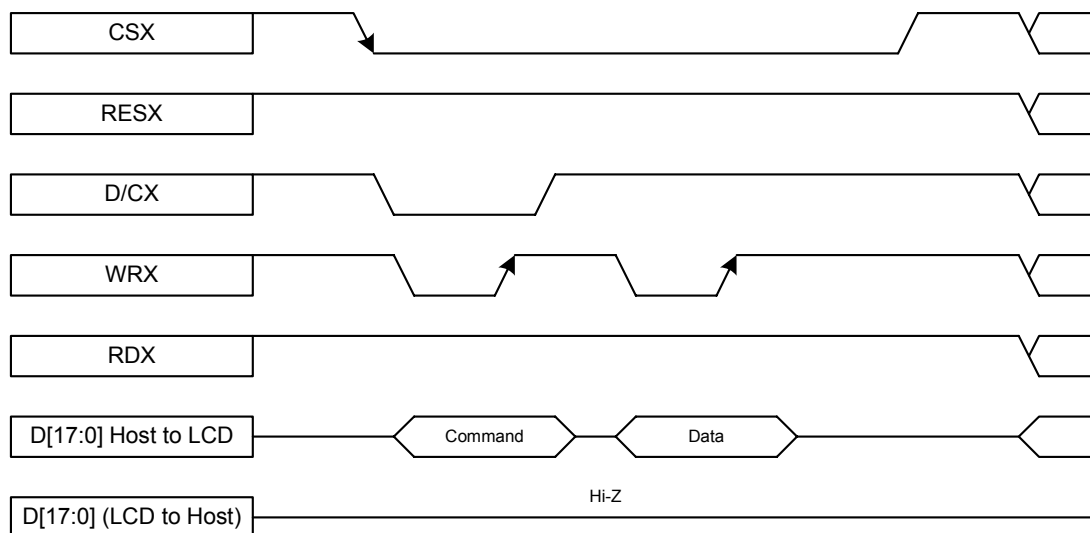 CSX
RESX
D/CX
WRX
RDX
D[17:0] Host to LCD
Command
Data
Hi-Z
D[17:0] (LCD to Host)